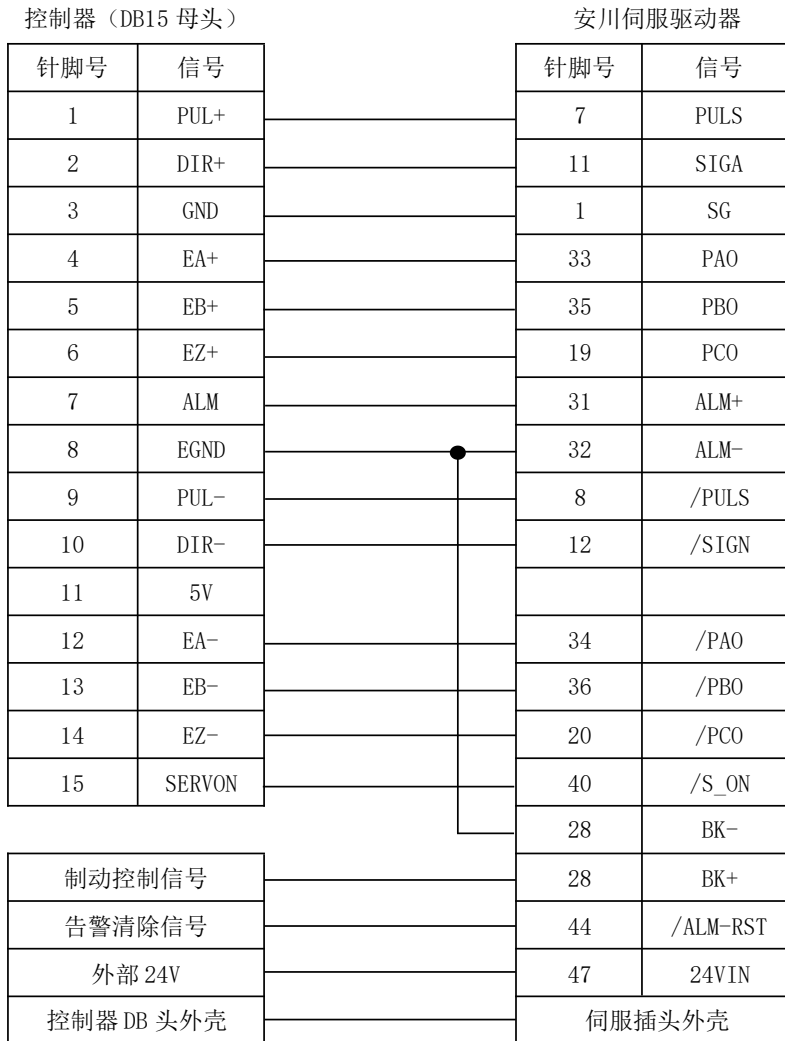 控制器（DB15 母头） 安川伺服驱动器
针脚号 信号 针脚号 信号
1 PUL+ 7 PULS
2 DIR+ 11 SIGA
3 GND 1 SG
4 EA+ 33 PAO
5 EB+ 35 PBO
6 EZ+ 19 PCO
7 ALM 31 ALM+
8 EGND 32 ALM-
9 PUL- 8 /PULS
10 DIR- 12 /SIGN
11 5V
12 EA- 34 /PAO
13 EB- 36 /PBO
14 EZ- 20 /PCO
15 SERVON 40 /S_ON
28 BK-
制动控制信号 28 BK+
告警清除信号 44 /ALM-RST
外部 24V 47 24VIN
控制器 DB 头外壳 伺服插头外壳